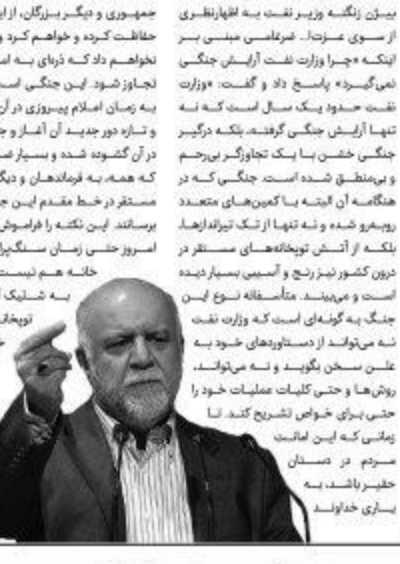 بیژن زنگنه وزیر نفت به اظهارنظری
از سوی عزت‌ا... ضرغامی مبنی بر
اینکه «چرا وزارت نفت آرایش جنگی
نمی‌گیرد» پاسخ داد و گفت: «وزارت
نفت حدود یک سال است که نه
تنها آرایش جنگی گرفته، بلکه درگیر
جنگی خشن با یک تجاوزگر بی‌رحم
و بی‌منطق شده است. جنگی که در
هنگامه آن البته با کمین‌های متعدد
روبه‌رو شده و نه تنها از تک تیراندازها،
بلکه از آتش توپخانه‌های مستقر در
درون کشور نیز رنج و آسیبی بسیار دیده
است و می‌بیند. متأسفانه نوع این
جنگ به گونه‌ای است که وزارت نفت
نه می‌تواند از دستاوردهای خود به
علن سخن بگوید و نه می‌تواند،
روش‌ها و حتی کلیات عملیات خود را
حتی برای خواص تشریح کند. تا
زمانی که این امانت
مردم در دستان
حقیر باشد، به
یاری خداوند
جمهوری و دیگر بزرگان، از ای
حفاظت کرده و خواهم کرد و
نخواهم داد که ذره‌ای به اس
تجاوز شود. این جنگی است
به زمان اعلام پیروزی در آن
و تازه دور جدید آن آغاز و ج
در آن گشوده شده و بسیار ض
که همه، به فرماندهان و دیگ
مستقر در خط مقدم این ج
برسانند. این نکته را فراموش
امروز حتی زمان سنگ‌پرا
خانه هم نیست
به شلیک آ
توپخانه